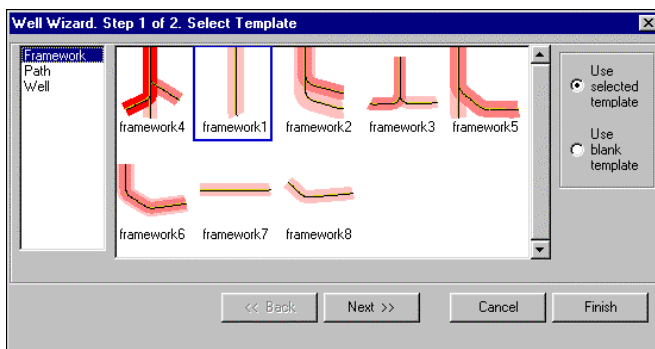 Well Wizard. Step 1 of 2. Select Template
Framework
Path
Well
framework4 framework1 framework2 framework3 framework5
framework6 framework7 framework8
Use
selected
template
Use
blank
template
<< Back Next >> Cancel Finish